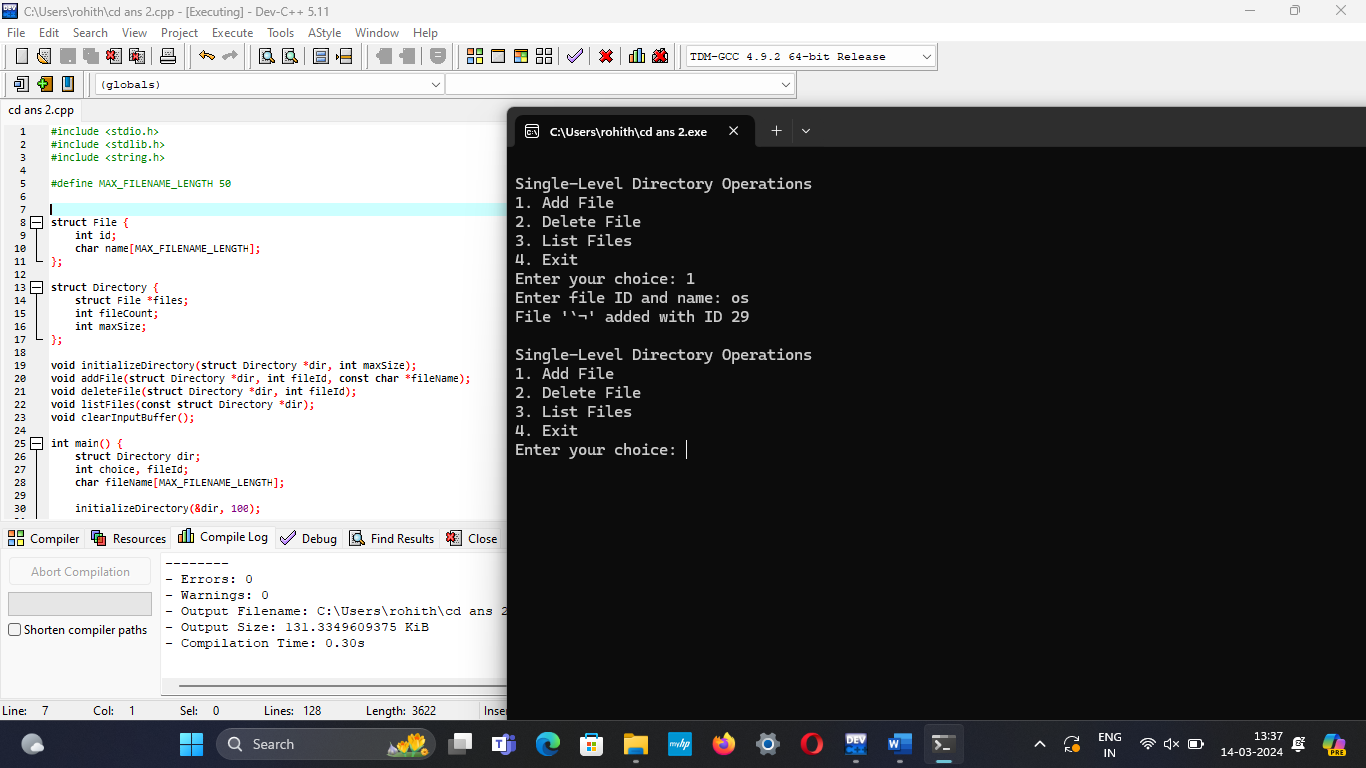 C:\Users\rohith\cd ans 2.cpp - [Executing] - Dev-C++ 5.11
File Edit Search View Project Execute Tools AStyle Window Help
TDM-GCC 4.9.2 64-bit Release
(globals)
cd ans 2.cpp
1 #include <stdio.h>
2 #include <stdlib.h>
3 #include <string.h>
4
5 #define MAX_FILENAME_LENGTH 50
6
7
8 struct File {
9 int id;
10 char name[MAX_FILENAME_LENGTH];
11 };
12
13 struct Directory {
14 struct File *files;
15 int fileCount;
16 int maxSize;
17 };
18
19 void initializeDirectory(struct Directory *dir, int maxSize);
20 void addFile(struct Directory *dir, int fileId, const char *fileName);
21 void deleteFile(struct Directory *dir, int fileId);
22 void listFiles(const struct Directory *dir);
23 void clearInputBuffer();
24
25 int main() {
26 struct Directory dir;
27 int choice, fileId;
28 char fileName[MAX_FILENAME_LENGTH];
29
30 initializeDirectory(&dir, 100);
C:\Users\rohith\cd ans 2.exe
Single-Level Directory Operations
1. Add File
2. Delete File
3. List Files
4. Exit
Enter your choice: 1
Enter file ID and name: os
File '`¬' added with ID 29
Single-Level Directory Operations
1. Add File
2. Delete File
3. List Files
4. Exit
Enter your choice:
Compiler Resources Compile Log Debug Find Results Close
Abort Compilation
Shorten compiler paths
--------
- Errors: 0
- Warnings: 0
- Output Filename: C:\Users\rohith\cd ans 2
- Output Size: 131.3349609375 KiB
- Compilation Time: 0.30s
Line: 7 Col: 1 Sel: 0 Lines: 128 Length: 3622 Inse
Search
DEV
myhp
ENG
IN
13:37
14-03-2024
PRE